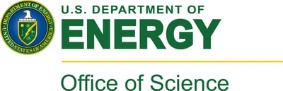 U.S. DEPARTMENT OF
ENERGY
Office of Science